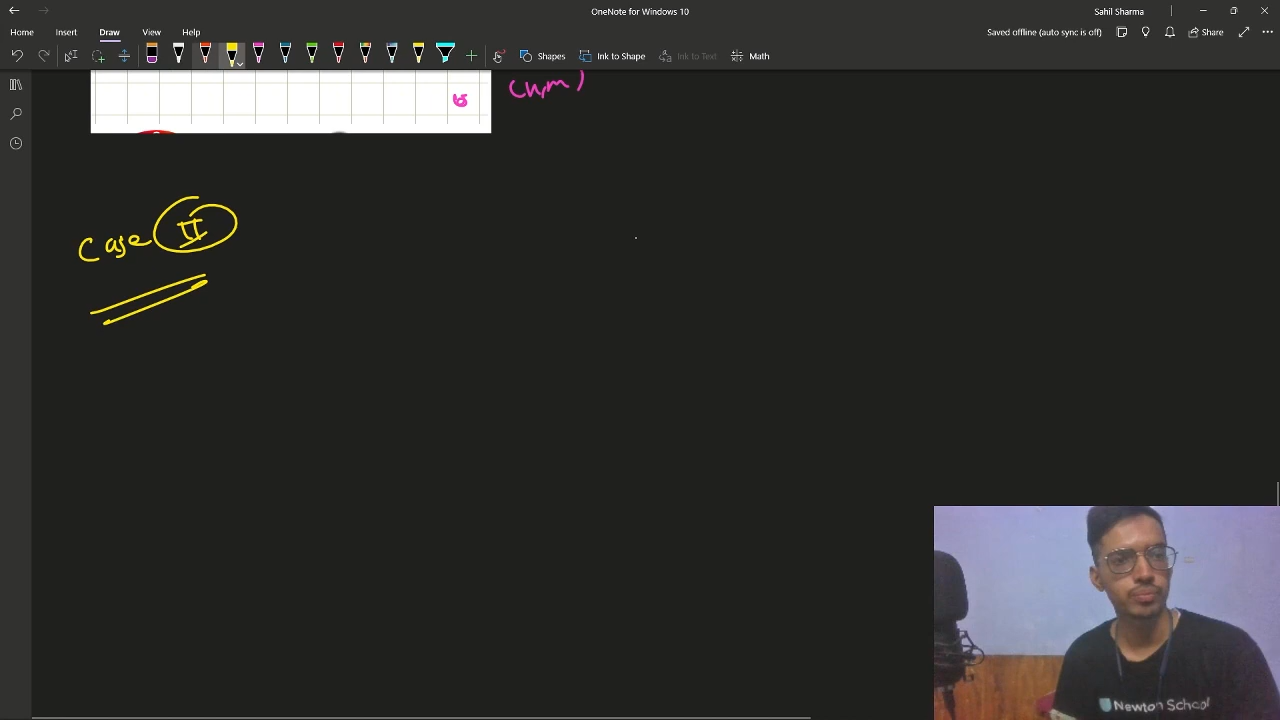 OneNote for Windows 10
Sahil Sharma
Home Insert Draw View Help
Saved offline (auto sync is off)
Share
Shapes
Ink to Shape
Ink to Text
Math
(n,m)
Case II
Newton School